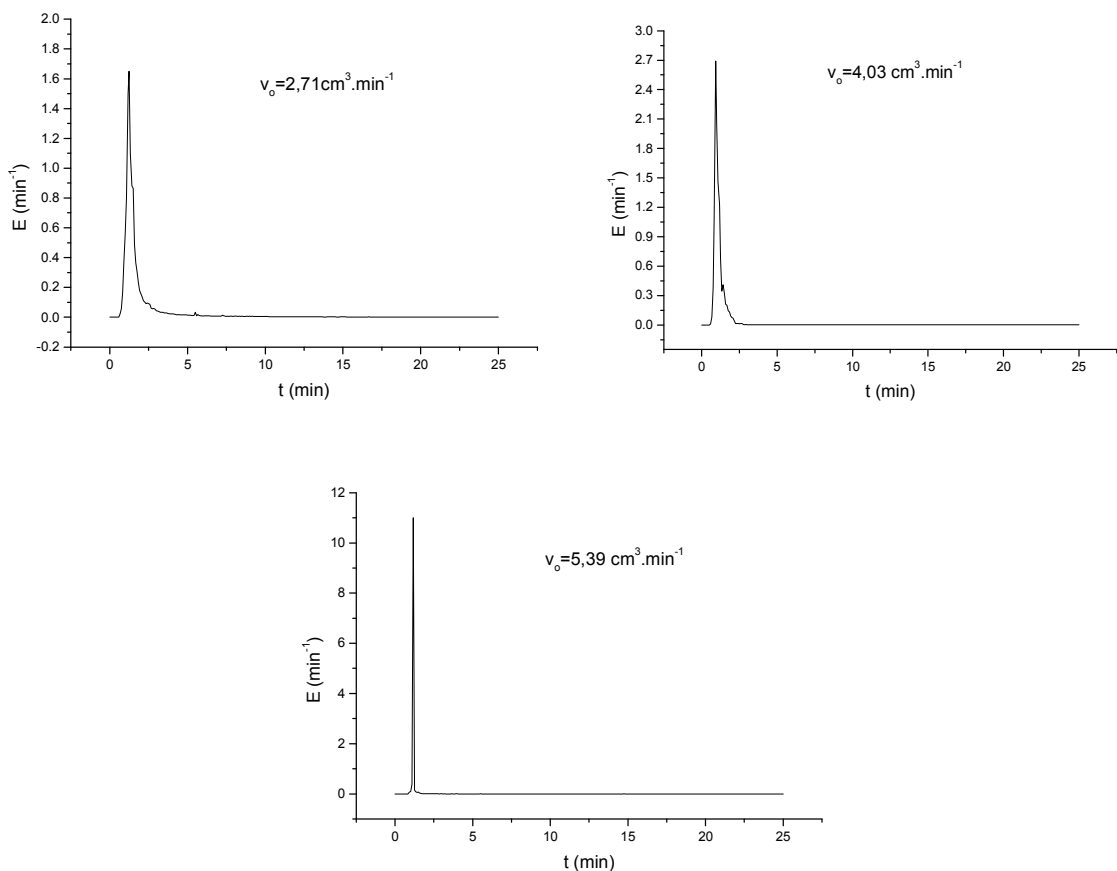 2.0
1.8
1.6
1.4
1.2
1.0
0.8
0.6
0.4
0.2
0.0
-0.2
E (min⁻¹)
vₒ=2,71cm³.min⁻¹
0 5 10 15 20 25
t (min)
3.0
2.7
2.4
2.1
1.8
1.5
1.2
0.9
0.6
0.3
0.0
E (min⁻¹)
vₒ=4,03 cm³.min⁻¹
0 5 10 15 20 25
t (min)
12
10
8
6
4
2
0
E (min⁻¹)
vₒ=5,39 cm³.min⁻¹
0 5 10 15 20 25
t (min)